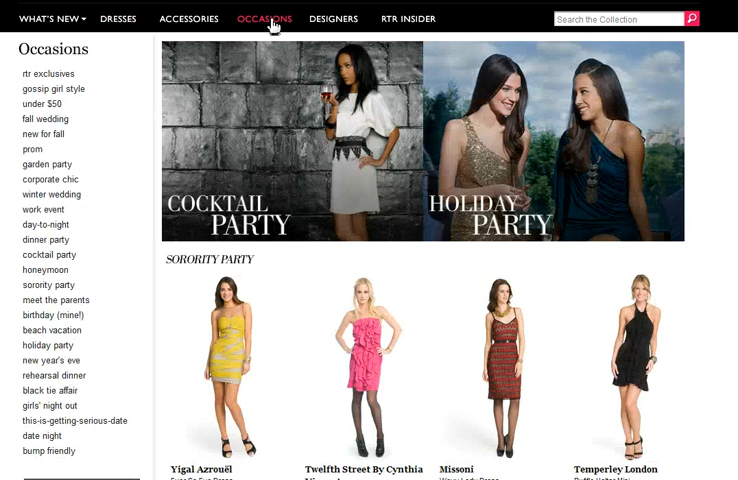 WHAT'S NEW DRESSES ACCESSORIES OCCASIONS DESIGNERS RTR INSIDER Search the Collection
Occasions
rtr exclusives
gossip girl style
under $50
fall wedding
new for fall
prom
garden party
corporate chic
winter wedding
work event
day-to-night
dinner party
cocktail party
honeymoon
sorority party
meet the parents
birthday (mine!)
beach vacation
holiday party
new year's eve
rehearsal dinner
black tie affair
girls' night out
this-is-getting-serious-date
date night
bump friendly
COCKTAIL
PARTY
HOLIDAY
PARTY
SORORITY PARTY
Yigal Azrouël
Twelfth Street By Cynthia
Missoni
Temperley London